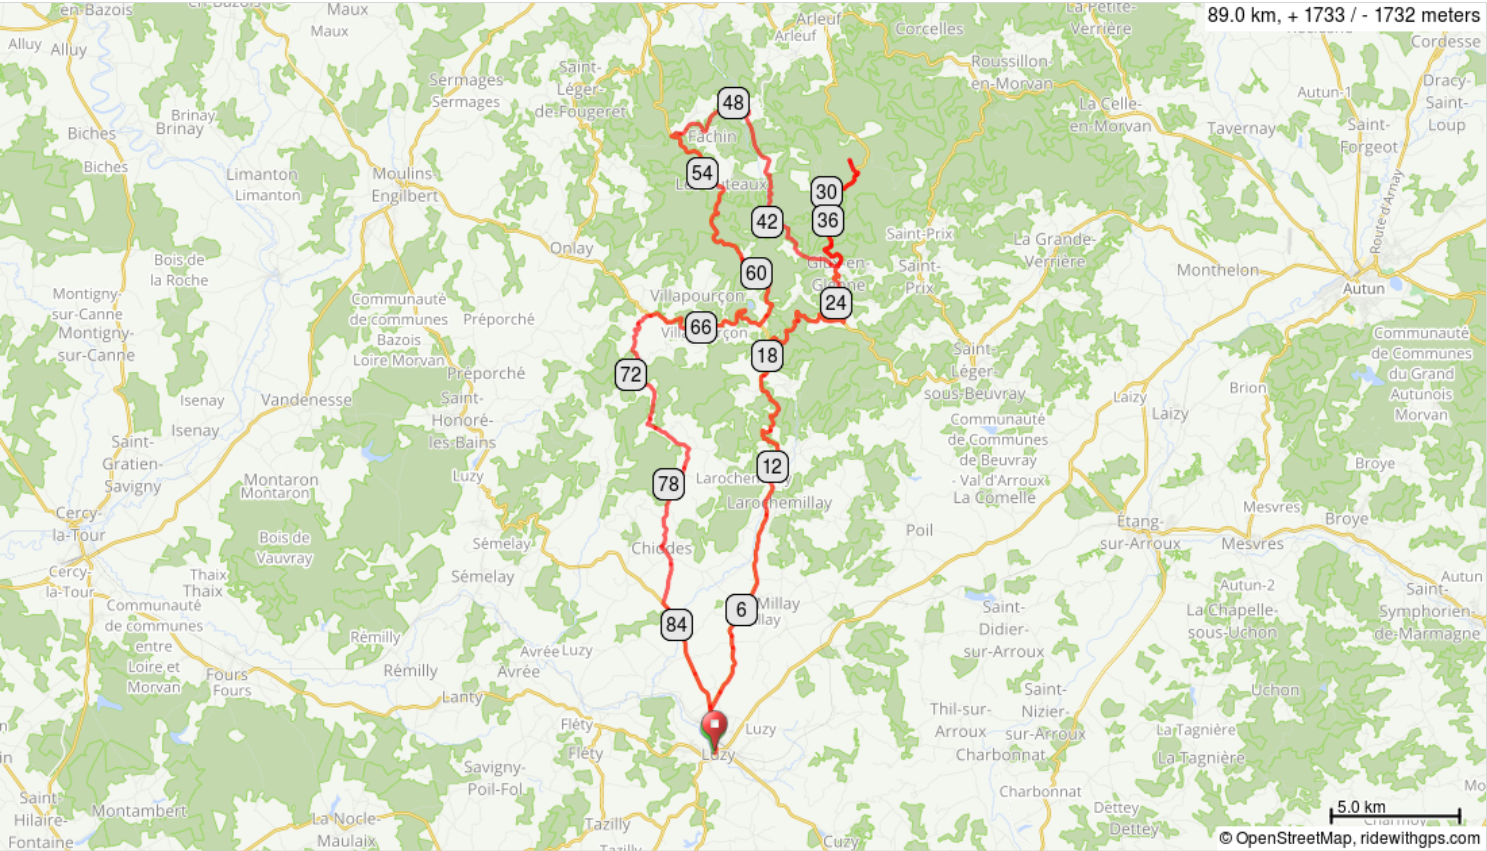 89.0 km, + 1733 / - 1732 meters
en-Bazois
Maux
Maux
Arleuf
Arleuf
Corcelles
La Petite-
Verrière
Cordesse
Alluy
Alluy
Sermages
Sermages
Saint-
Léger-
de-Fougeret
Roussillon-
en-Morvan
Dracy-
Saint-
Loup
Autun-1
48
La Celle-
en-Morvan
Brinay
Brinay
Biches
Biches
Fachin
Tavernay
Saint-
Forgeot
Limanton
Limanton
Moulins
Engilbert
54
30
36
42
Route d'Arnay
Onlay
Saint-Prix
Saint-
Prix
La Grande-
Verrière
Bois de
la Roche
Monthelon
Autun
60
24
Villapourçon
66
Montigny-
sur-Canne
Montigny-
sur-Canne
Communauté
de communes
Bazois
Loire Morvan
Préporché
Préporché
18
72
Saint-
Léger-
sous-Beuvray
Communauté
de Communes
du Grand
Autunois
Morvan
Brion
Isenay
Isenay
Vandenesse
Saint-
Honoré-
les-Bains
Laizy
Laizy
Communauté
de Communes
de Beuvray
- Val d'Arroux
La Comelle
Saint-
Gratien-
Savigny
12
78
Larochemillay
Luzy
Montaron
Montaron
Broye
Cercy-
la-Tour
Bois de
Vauvray
Poil
Mesvres
Broye
Étang-
sur-Arroux
Mesvres
Sémelay
Sémelay
Chiddes
Cercy-
la-Tour
Thaix
Thaix
Autun
Autun-2
Saint-
Symphorien-
de-Marmagne
Communauté
de communes
entre
Loire et
Morvan
84
6
Millay
Saint-
Didier-
sur-Arroux
La Chapelle-
sous-Uchon
Rémilly
Rémilly
Avrée
Avrée
Luzy
Fours
Fours
Lanty
Uchon
Saint-
Nizier-
sur-Arroux
Thil-sur-
Arroux
Charbonnat
Fléty
Fléty
Luzy
Luzy
La Tagnière
La Tagnière
Savigny-
Poil-Fol
Charbonnat
Saint-
Hilaire-
Fontaine
Montambert
La Nocle-
Maulaix
Tazilly
Tazilly
Cuzy
Dettey
Dettey
5.0 km
© OpenStreetMap, ridewithgps.com